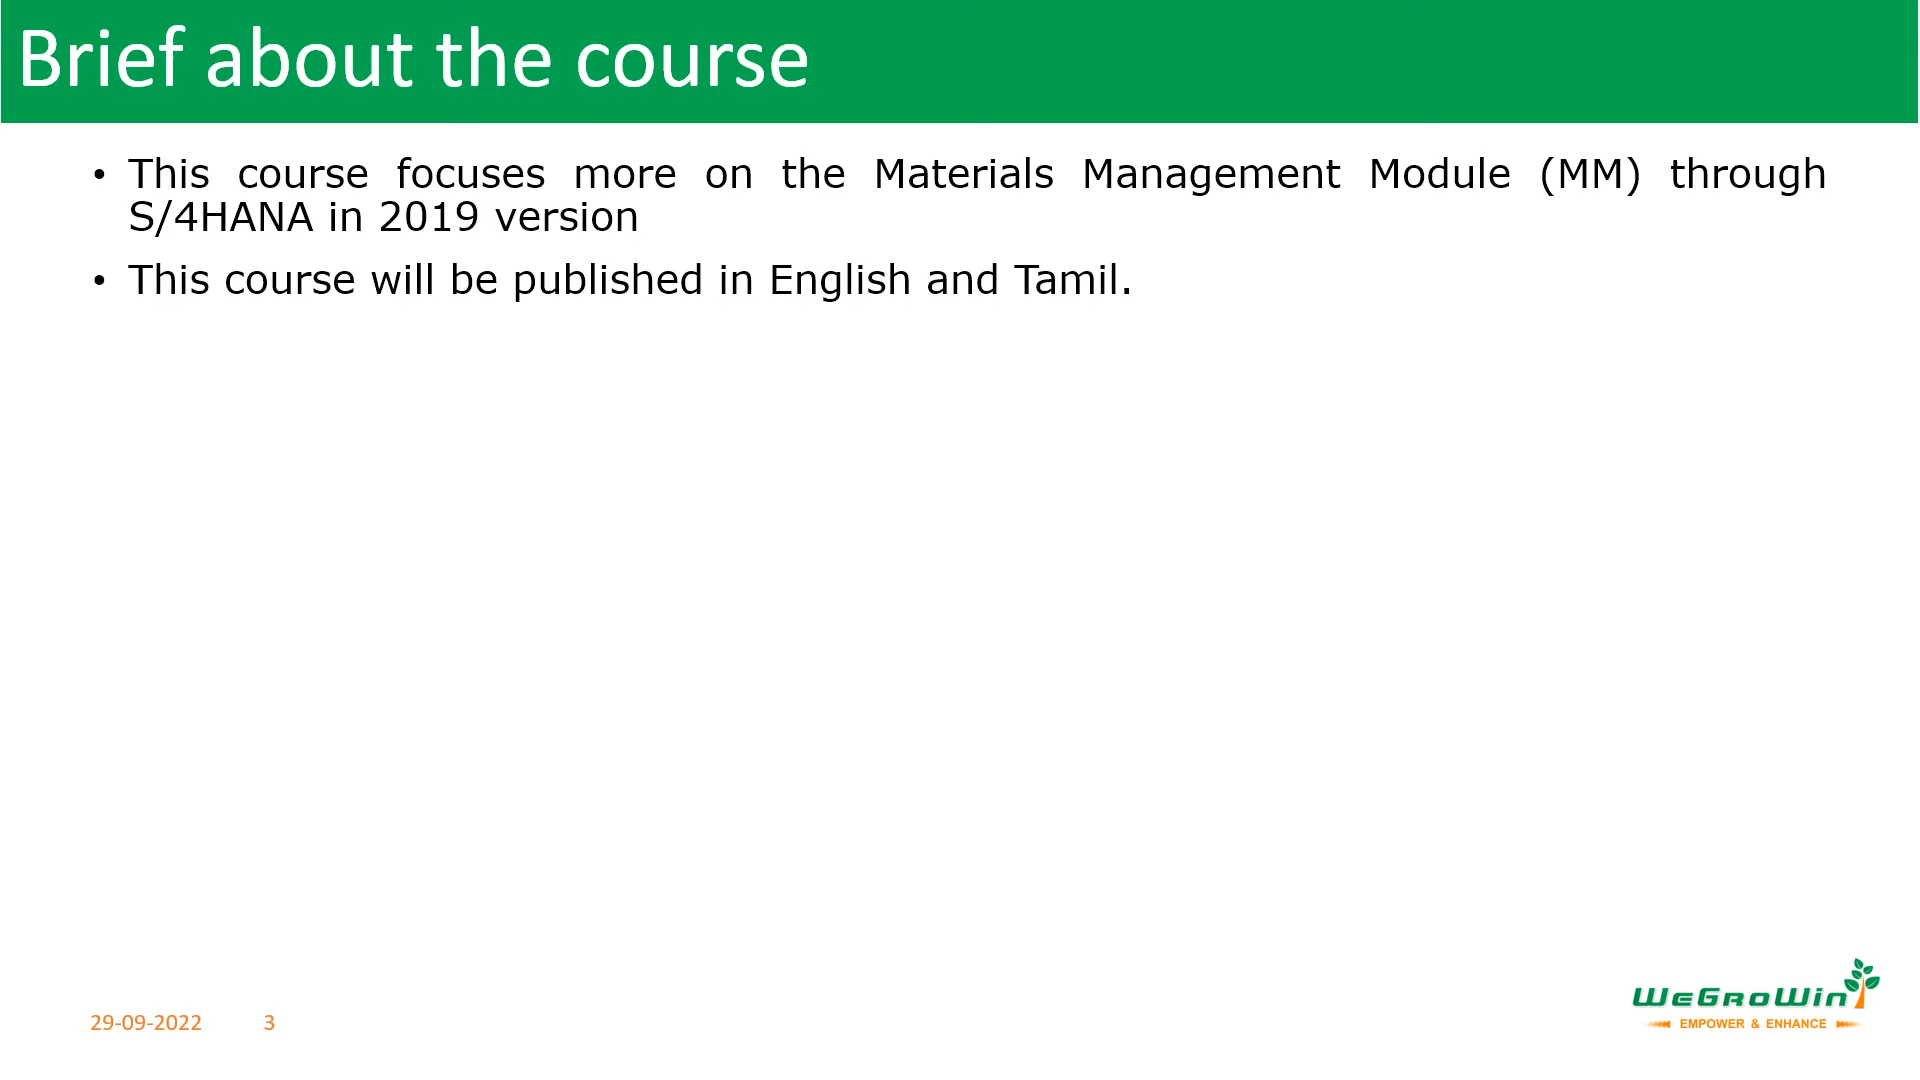 Brief about the course
• This course focuses more on the Materials Management Module (MM) through
S/4HANA in 2019 version
• This course will be published in English and Tamil.
29-09-2022 3
WeGroWin
EMPOWER & ENHANCE